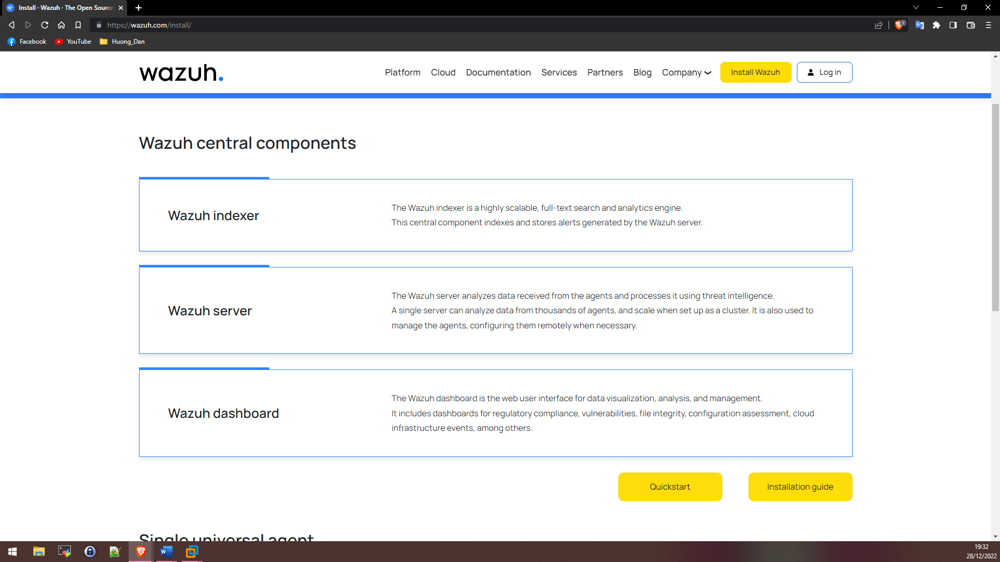 Install · Wazuh · The Open Source
https://wazuh.com/install/
Facebook YouTube Huong_Dan
wazuh.
Platform Cloud Documentation Services Partners Blog Company Install Wazuh Log in
Wazuh central components
Wazuh indexer
The Wazuh indexer is a highly scalable, full-text search and analytics engine.
This central component indexes and stores alerts generated by the Wazuh server.
Wazuh server
The Wazuh server analyzes data received from the agents and processes it using threat intelligence.
A single server can analyze data from thousands of agents, and scale when set up as a cluster. It is also used to
manage the agents, configuring them remotely when necessary.
Wazuh dashboard
The Wazuh dashboard is the web user interface for data visualization, analysis, and management.
It includes dashboards for regulatory compliance, vulnerabilities, file integrity, configuration assessment, cloud
infrastructure events, among others.
Quickstart Installation guide
Single universal agent
19:32
28/12/2022